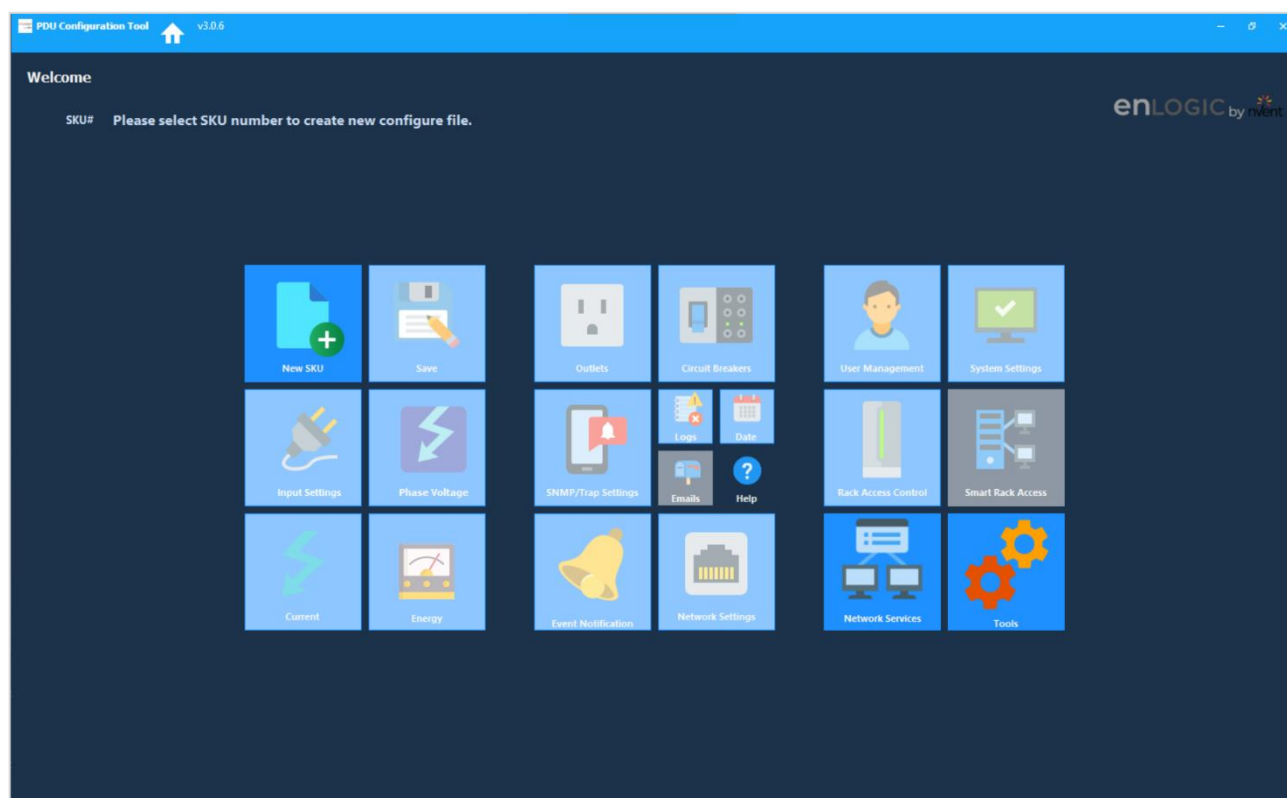 PDU Configuration Tool v3.0.6
Welcome
enLOGIC by nvent
SKU# Please select SKU number to create new configure file.
New SKU
Save
Outlets
Circuit Breakers
User Management
System Settings
Input Settings
Phase Voltage
SNMP/Trap Settings
Logs
Date
Emails
Help
Rack Access Control
Smart Rack Access
Current
Energy
Event Notification
Network Settings
Network Services
Tools